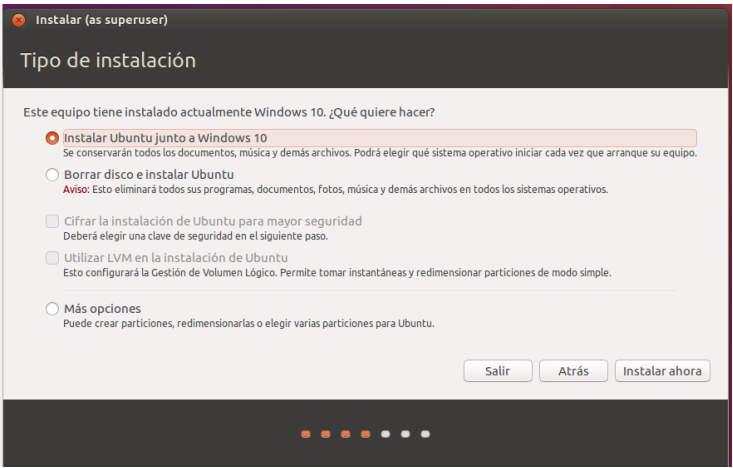 Instalar (as superuser)
Tipo de instalación
Este equipo tiene instalado actualmente Windows 10. ¿Qué quiere hacer?
Instalar Ubuntu junto a Windows 10
Se conservarán todos los documentos, música y demás archivos. Podrá elegir qué sistema operativo iniciar cada vez que arranque su equipo.
Borrar disco e instalar Ubuntu
Aviso: Esto eliminará todos sus programas, documentos, fotos, música y demás archivos en todos los sistemas operativos.
Cifrar la instalación de Ubuntu para mayor seguridad
Deberá elegir una clave de seguridad en el siguiente paso.
Utilizar LVM en la instalación de Ubuntu
Esto configurará la Gestión de Volumen Lógico. Permite tomar instantáneas y redimensionar particiones de modo simple.
Más opciones
Puede crear particiones, redimensionarlas o elegir varias particiones para Ubuntu.
Salir Atrás Instalar ahora